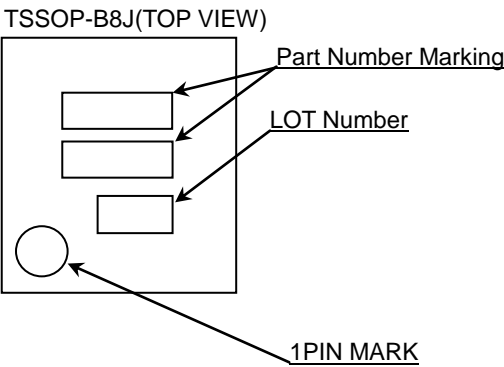 TSSOP-B8J(TOP VIEW)
Part Number Marking
LOT Number
1PIN MARK